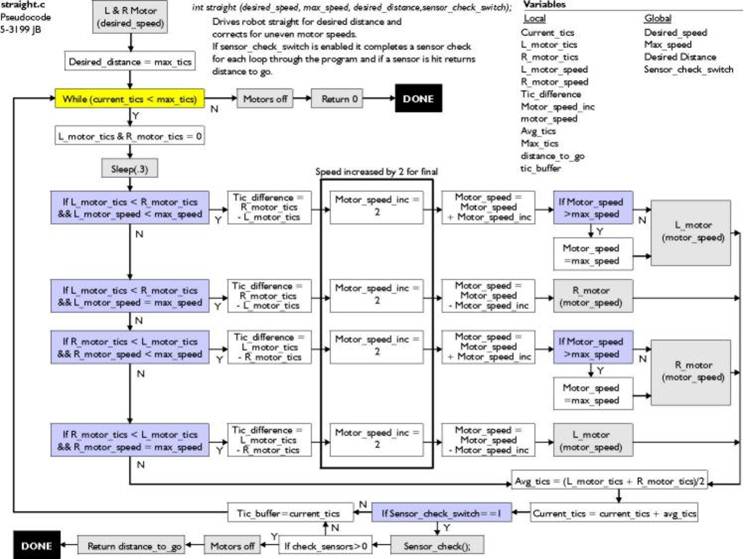 straight.c
Pseudocode
5-3199 JB
L & R Motor
(desired_speed)
int straight (desired_speed, max_speed, desired_distance,sensor_check_switch);
Drives robot straight for desired distance and
corrects for uneven motor speeds.
If sensor_check_switch is enabled it completes a sensor check
for each loop through the program and if a sensor is hit returns
distance to go.
Variables
Local
Current_tics
L_motor_tics
R_motor_tics
L_motor_speed
R_motor_speed
Tic_difference
Motor_speed_inc
motor_speed
Avg_tics
Max_tics
distance_to_go
tic_buffer
Global
Desired_speed
Max_speed
Desired Distance
Sensor_check_switch
Desired_distance = max_tics
While (current_tics < max_tics)
N
Motors off
Return 0
DONE
Y
L_motor_tics & R_motor_tics = 0
Sleep(.3)
Speed increased by 2 for final
If L_motor_tics < R_motor_tics
&& L_motor_speed < max_speed
Y
Tic_difference =
R_motor_tics
- L_motor_tics
Motor_speed_inc =
2
Motor_speed =
Motor_speed
+ Motor_speed_inc
If Motor_speed
>max_speed
N
Y
Motor_speed
=max_speed
L_motor
(motor_speed)
N
If L_motor_tics < R_motor_tics
&& L_motor_speed = max_speed
Y
Tic_difference =
R_motor_tics
- L_motor_tics
Motor_speed_inc =
2
Motor_speed =
Motor_speed
- Motor_speed_inc
R_motor
(motor_speed)
N
If R_motor_tics < L_motor_tics
&& R_motor_speed < max_speed
Y
Tic_difference =
L_motor_tics
- R_motor_tics
Motor_speed_inc =
2
Motor_speed =
Motor_speed
+ Motor_speed_inc
If Motor_speed
>max_speed
N
Y
Motor_speed
=max_speed
R_motor
(motor_speed)
N
If R_motor_tics < L_motor_tics
&& R_motor_speed = max_speed
Y
Tic_difference =
L_motor_tics
- R_motor_tics
Motor_speed_inc =
2
Motor_speed =
Motor_speed
- Motor_speed_inc
L_motor
(motor_speed)
N
Avg_tics = (L_motor_tics + R_motor_tics)/2
Tic_buffer=current_tics
N
If Sensor_check_switch==1
Current_tics = current_tics + avg_tics
N
Y
DONE
Return distance_to_go
Motors off
Y
If check_sensors>0
Sensor_check();